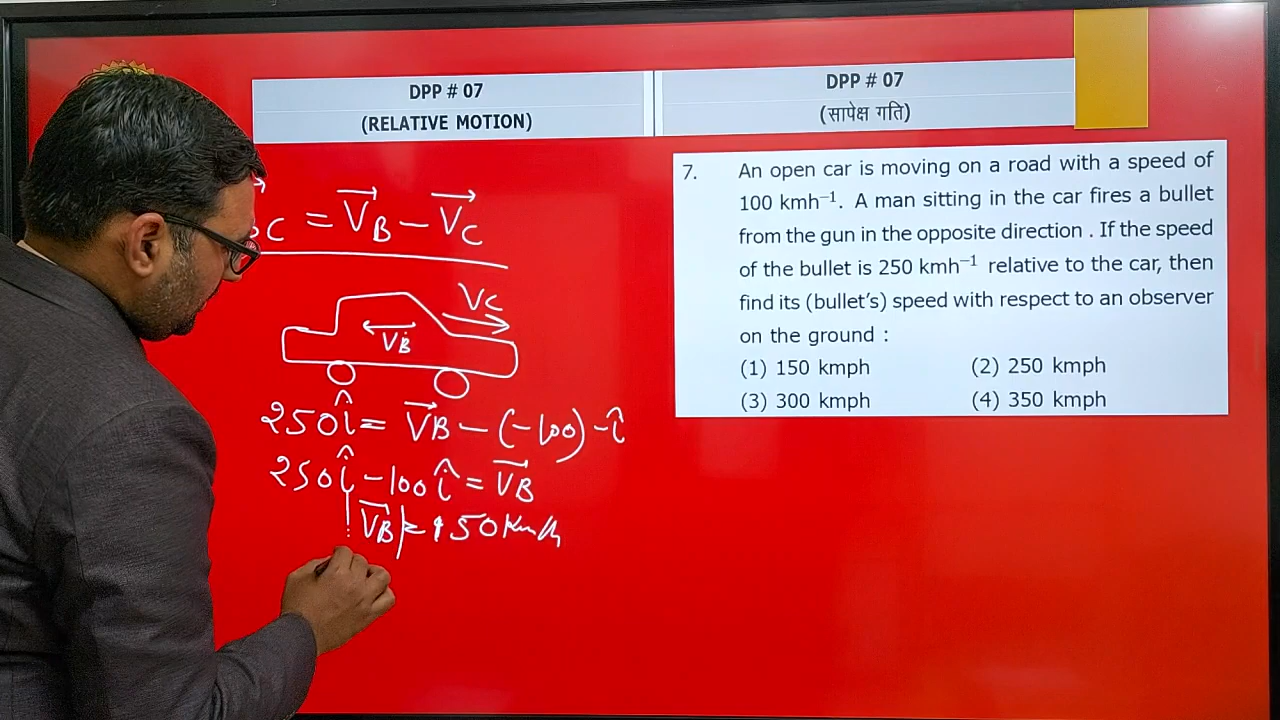 DPP # 07
(RELATIVE MOTION)
DPP # 07
(सापेक्ष गति)
C = V⃗B − V⃗C
VC
VB
250î = V⃗B − (−100) −î
250î − 100î = V⃗B
|V⃗B| = 150 Km/h
7. An open car is moving on a road with a speed of
100 kmh⁻¹. A man sitting in the car fires a bullet
from the gun in the opposite direction . If the speed
of the bullet is 250 kmh⁻¹ relative to the car, then
find its (bullet's) speed with respect to an observer
on the ground :
(1) 150 kmph (2) 250 kmph
(3) 300 kmph (4) 350 kmph